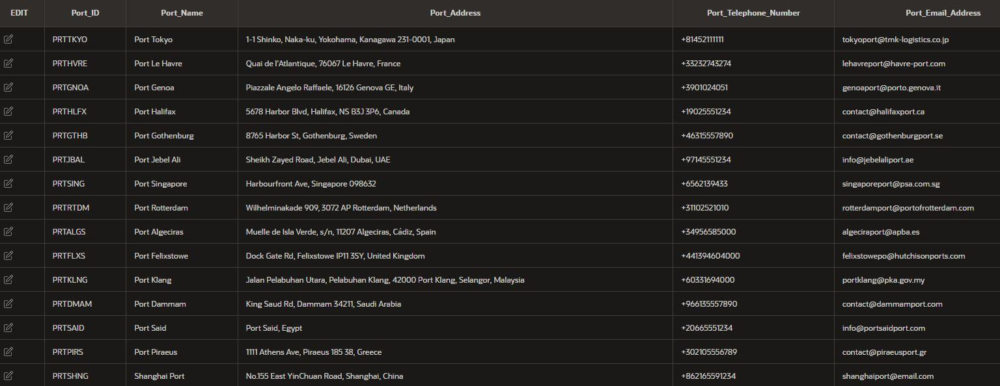 EDIT Port_ID Port_Name Port_Address Port_Telephone_Number Port_Email_Address
PRTTKYO Port Tokyo 1-1 Shinko, Naka-ku, Yokohama, Kanagawa 231-0001, Japan +81452111111 tokyoport@tmk-logistics.co.jp
PRTHVRE Port Le Havre Quai de l'Atlantique, 76067 Le Havre, France +33232743274 lehavreport@havre-port.com
PRTGNOA Port Genoa Piazzale Angelo Raffaele, 16126 Genova GE, Italy +3901024051 genoaport@porto.genova.it
PRTHLFX Port Halifax 5678 Harbor Blvd, Halifax, NS B3J 3P6, Canada +19025551234 contact@halifaxport.ca
PRTGTHB Port Gothenburg 8765 Harbor St, Gothenburg, Sweden +46315557890 contact@gothenburgport.se
PRTJBAL Port Jebel Ali Sheikh Zayed Road, Jebel Ali, Dubai, UAE +97145551234 info@jebelaliport.ae
PRTSING Port Singapore Harbourfront Ave, Singapore 098632 +6562139433 singaporeport@psa.com.sg
PRTRTDM Port Rotterdam Wilhelminakade 909, 3072 AP Rotterdam, Netherlands +31102521010 rotterdamport@portofrotterdam.com
PRTALGS Port Algeciras Muelle de Isla Verde, s/n, 11207 Algeciras, Cádiz, Spain +34956585000 algeciraport@apba.es
PRTFLXS Port Felixstowe Dock Gate Rd, Felixstowe IP11 3SY, United Kingdom +441394604000 felixstowepo@hutchisonports.com
PRTKLNG Port Klang Jalan Pelabuhan Utara, Pelabuhan Klang, 42000 Port Klang, Selangor, Malaysia +60331694000 portklang@pka.gov.my
PRTDMAM Port Dammam King Saud Rd, Dammam 34211, Saudi Arabia +966135557890 contact@dammamport.com
PRTSAID Port Said Port Said, Egypt +20665551234 info@portsaidport.com
PRTPIRS Port Piraeus 1111 Athens Ave, Piraeus 185 38, Greece +302105556789 contact@piraeusport.gr
PRTSHNG Shanghai Port No.155 East YinChuan Road, Shanghai, China +862165591234 shanghaiport@email.com